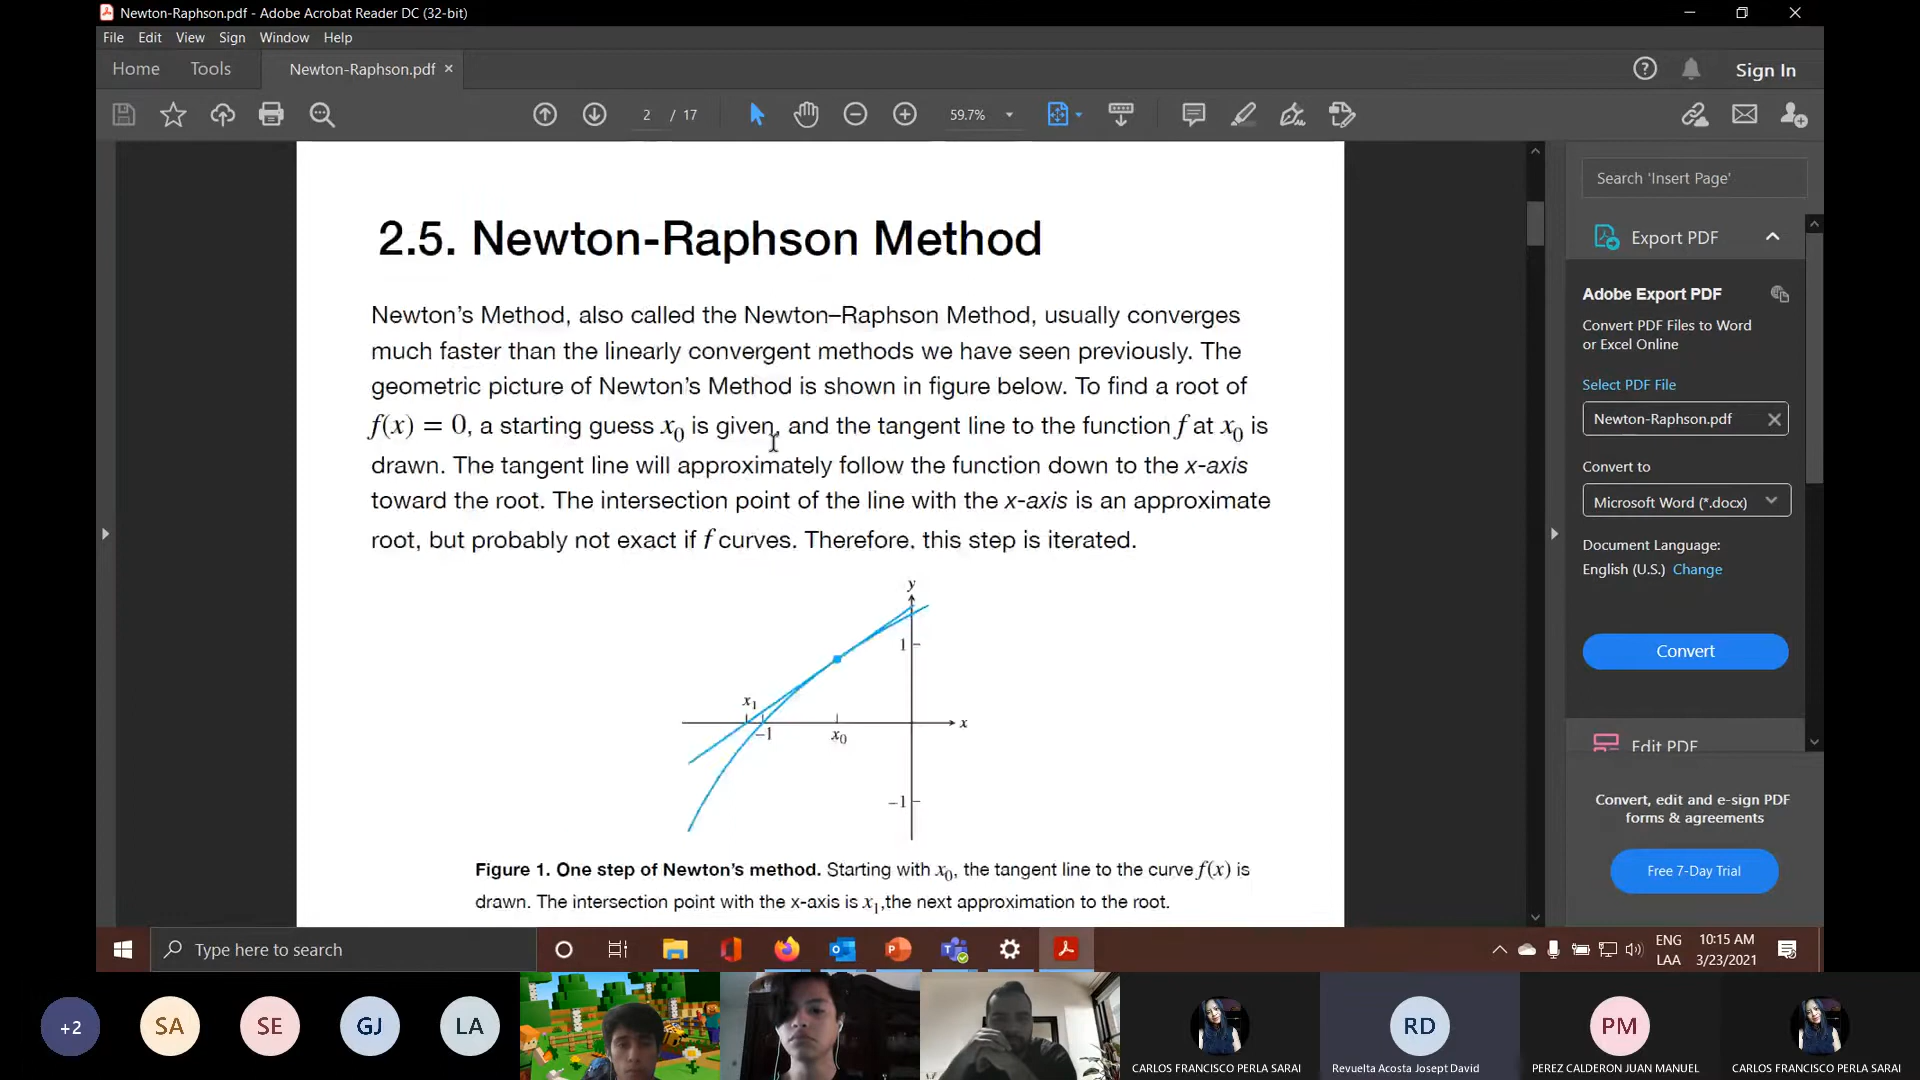 Newton-Raphson.pdf - Adobe Acrobat Reader DC (32-bit)
File Edit View Sign Window Help
Home Tools Newton-Raphson.pdf × Sign In
2 / 17 59.7%
2.5. Newton-Raphson Method
Newton's Method, also called the Newton–Raphson Method, usually converges
much faster than the linearly convergent methods we have seen previously. The
geometric picture of Newton's Method is shown in figure below. To find a root of
f(x) = 0, a starting guess x0 is given, and the tangent line to the function f at x0 is
drawn. The tangent line will approximately follow the function down to the x-axis
toward the root. The intersection point of the line with the x-axis is an approximate
root, but probably not exact if f curves. Therefore, this step is iterated.
y
1
x1
x
–1
x0
–1
Figure 1. One step of Newton's method. Starting with x0, the tangent line to the curve f(x) is
drawn. The intersection point with the x-axis is x1,the next approximation to the root.
Search 'Insert Page'
Export PDF
Adobe Export PDF
Convert PDF Files to Word
or Excel Online
Select PDF File
Newton-Raphson.pdf
Convert to
Microsoft Word (*.docx)
Document Language:
English (U.S.) Change
Convert
Edit PDF
Convert, edit and e-sign PDF
forms & agreements
Free 7-Day Trial
Type here to search
ENG
LAA
10:15 AM
3/23/2021
+2
SA
SE
GJ
LA
RD
PM
CARLOS FRANCISCO PERLA SARAI
Revuelta Acosta Josept David
PEREZ CALDERON JUAN MANUEL
CARLOS FRANCISCO PERLA SARAI